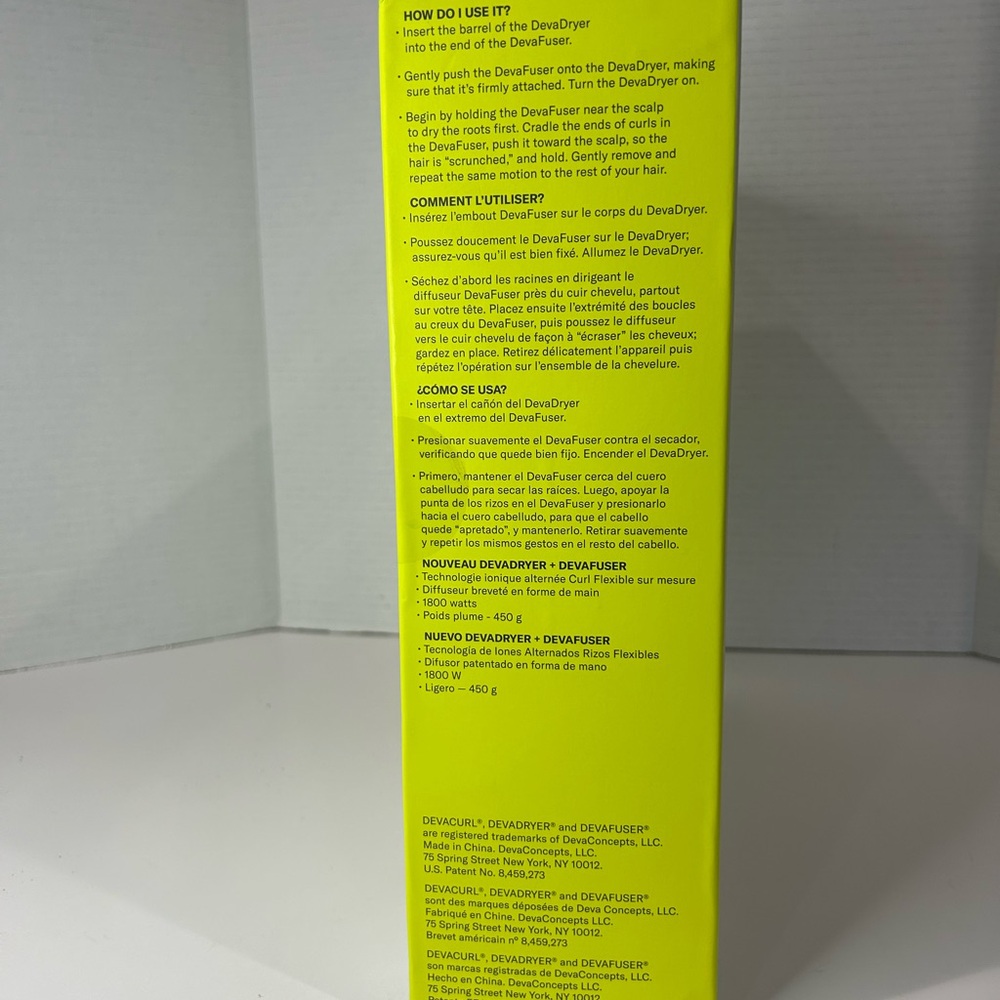 HOW DO I USE IT?
• Insert the barrel of the DevaDryer
into the end of the DevaFuser.
• Gently push the DevaFuser onto the DevaDryer, making
sure that it's firmly attached. Turn the DevaDryer on.
• Begin by holding the DevaFuser near the scalp
to dry the roots first. Cradle the ends of curls in
the DevaFuser, push it toward the scalp, so the
hair is "scrunched," and hold. Gently remove and
repeat the same motion to the rest of your hair.
COMMENT L'UTILISER?
• Insérez l'embout DevaFuser sur le corps du DevaDryer.
• Poussez doucement le DevaFuser sur le DevaDryer;
assurez-vous qu'il est bien fixé. Allumez le DevaDryer.
• Séchez d'abord les racines en dirigeant le
diffuseur DevaFuser près du cuir chevelu, partout
sur votre tête. Placez ensuite l'extrémité des boucles
au creux du DevaFuser, puis poussez le diffuseur
vers le cuir chevelu de façon à "écraser" les cheveux;
gardez en place. Retirez délicatement l'appareil puis
répétez l'opération sur l'ensemble de la chevelure.
¿CÓMO SE USA?
• Insertar el cañón del DevaDryer
en el extremo del DevaFuser.
• Presionar suavemente el DevaFuser contra el secador,
verificando que quede bien fijo. Encender el DevaDryer.
• Primero, mantener el DevaFuser cerca del cuero
cabelludo para secar las raíces. Luego, apoyar la
punta de los rizos en el DevaFuser y presionarlo
hacia el cuero cabelludo, para que el cabello
quede "apretado", y mantenerlo. Retirar suavemente
y repetir los mismos gestos en el resto del cabello.
NOUVEAU DEVADRYER + DEVAFUSER
• Technologie ionique alternée Curl Flexible sur mesure
• Diffuseur breveté en forme de main
• 1800 watts
• Poids plume - 450 g
NUEVO DEVADRYER + DEVAFUSER
• Tecnología de Iones Alternados Rizos Flexibles
• Difusor patentado en forma de mano
• 1800 W
• Ligero — 450 g
DEVACURL®, DEVADRYER® and DEVAFUSER®
are registered trademarks of DevaConcepts, LLC.
Made in China. DevaConcepts, LLC.
75 Spring Street New York, NY 10012.
U.S. Patent No. 8,459,273
DEVACURL®, DEVADRYER® and DEVAFUSER®
sont des marques déposées de Deva Concepts, LLC.
Fabriqué en Chine. DevaConcepts LLC.
75 Spring Street New York, NY 10012.
Brevet américain nº 8,459,273
DEVACURL®, DEVADRYER® and DEVAFUSER®
son marcas registradas de DevaConcepts, LLC.
Hecho en China. DevaConcepts LLC.
75 Spring Street New York, NY 10012